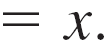 = x.